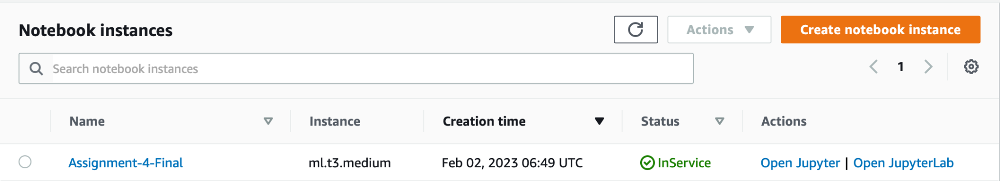 Notebook instances
Actions
Create notebook instance
Search notebook instances
1
Name Instance Creation time Status Actions
Assignment-4-Final ml.t3.medium Feb 02, 2023 06:49 UTC InService Open Jupyter | Open JupyterLab